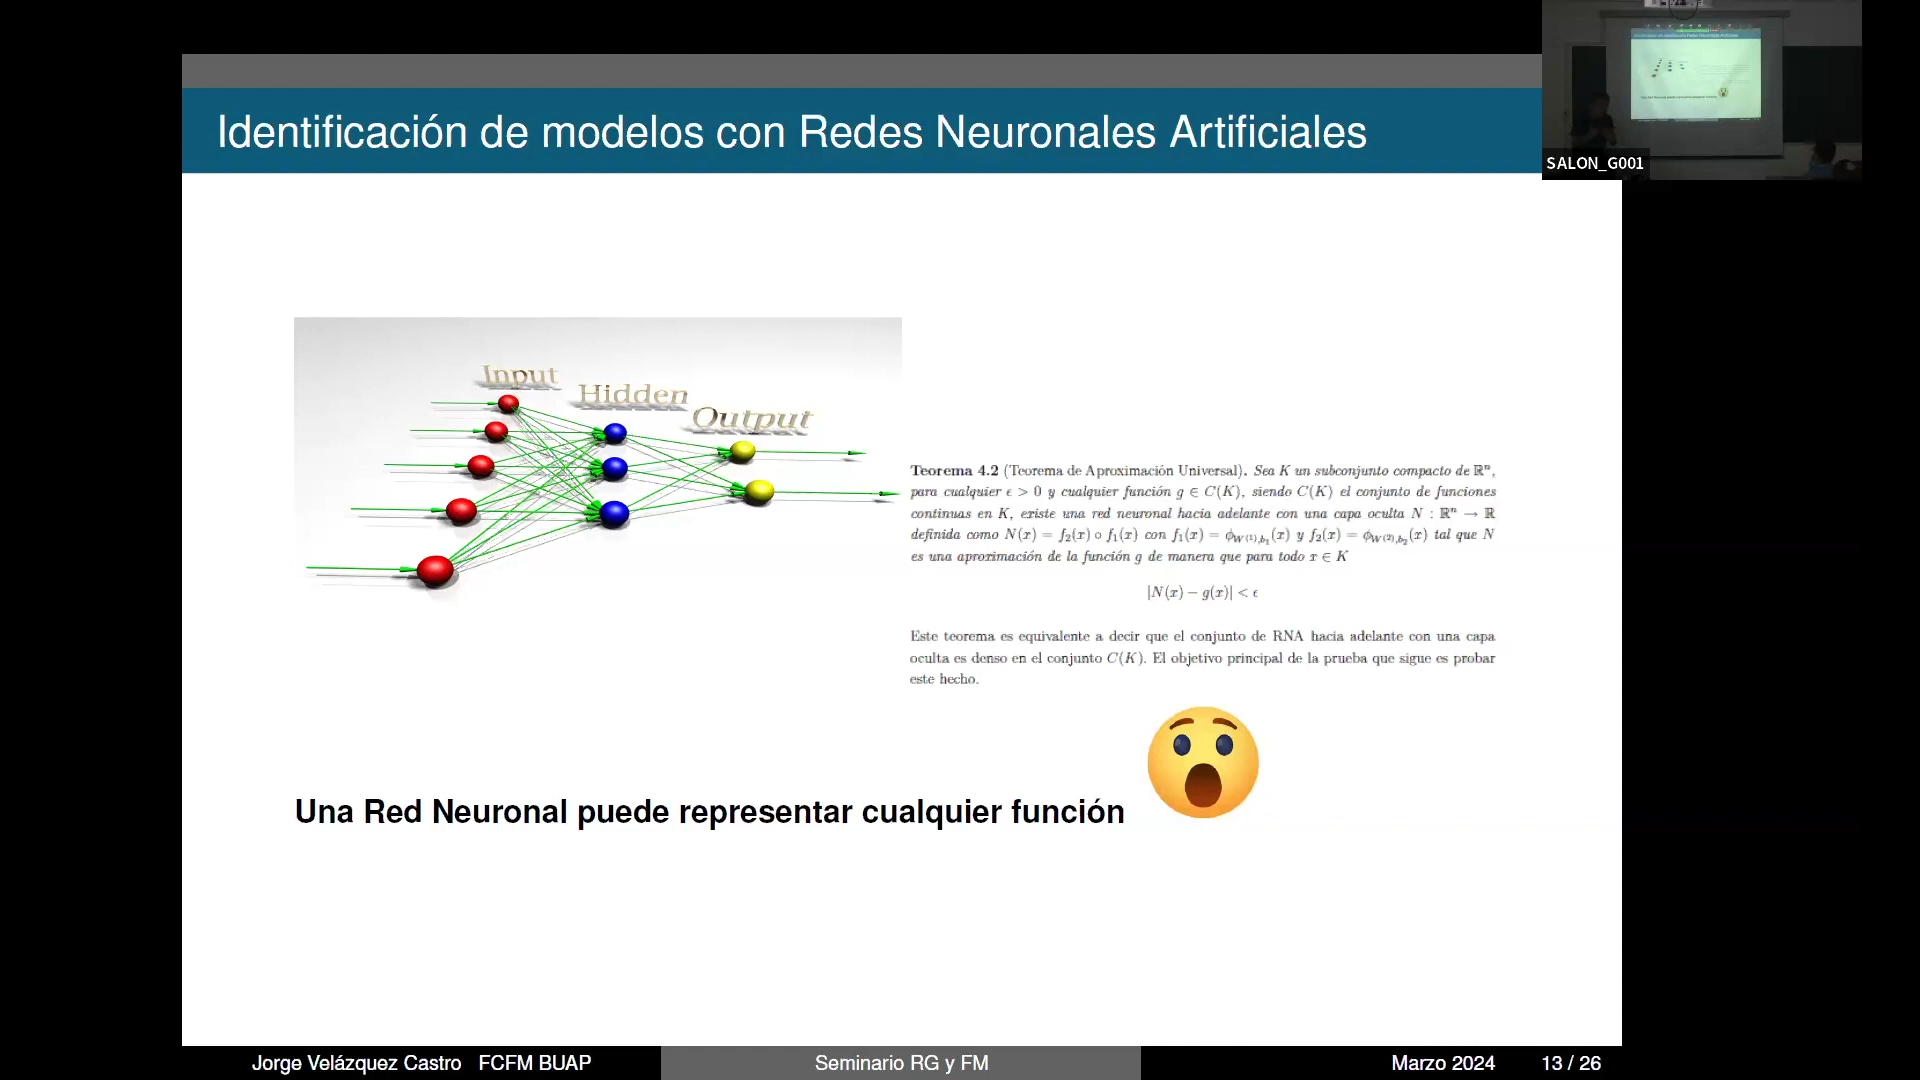 Identificación de modelos con Redes Neuronales Artificiales
SALON_G001
Input
Hidden
Output
Teorema 4.2 (Teorema de Aproximación Universal). Sea K un subconjunto compacto de ℝⁿ,
para cualquier ϵ > 0 y cualquier función g ∈ C(K), siendo C(K) el conjunto de funciones
continuas en K, existe una red neuronal hacia adelante con una capa oculta N : ℝⁿ → ℝ
definida como N(x) = f₂(x) ∘ f₁(x) con f₁(x) = ϕ_{W⁽¹⁾,b₁}(x) y f₂(x) = ϕ_{W⁽²⁾,b₂}(x) tal que N
es una aproximación de la función g de manera que para todo x ∈ K
|N(x) − g(x)| < ϵ
Este teorema es equivalente a decir que el conjunto de RNA hacia adelante con una capa
oculta es denso en el conjunto C(K). El objetivo principal de la prueba que sigue es probar
este hecho.
Una Red Neuronal puede representar cualquier función
Jorge Velázquez Castro FCFM BUAP
Seminario RG y FM
Marzo 2024
13 / 26